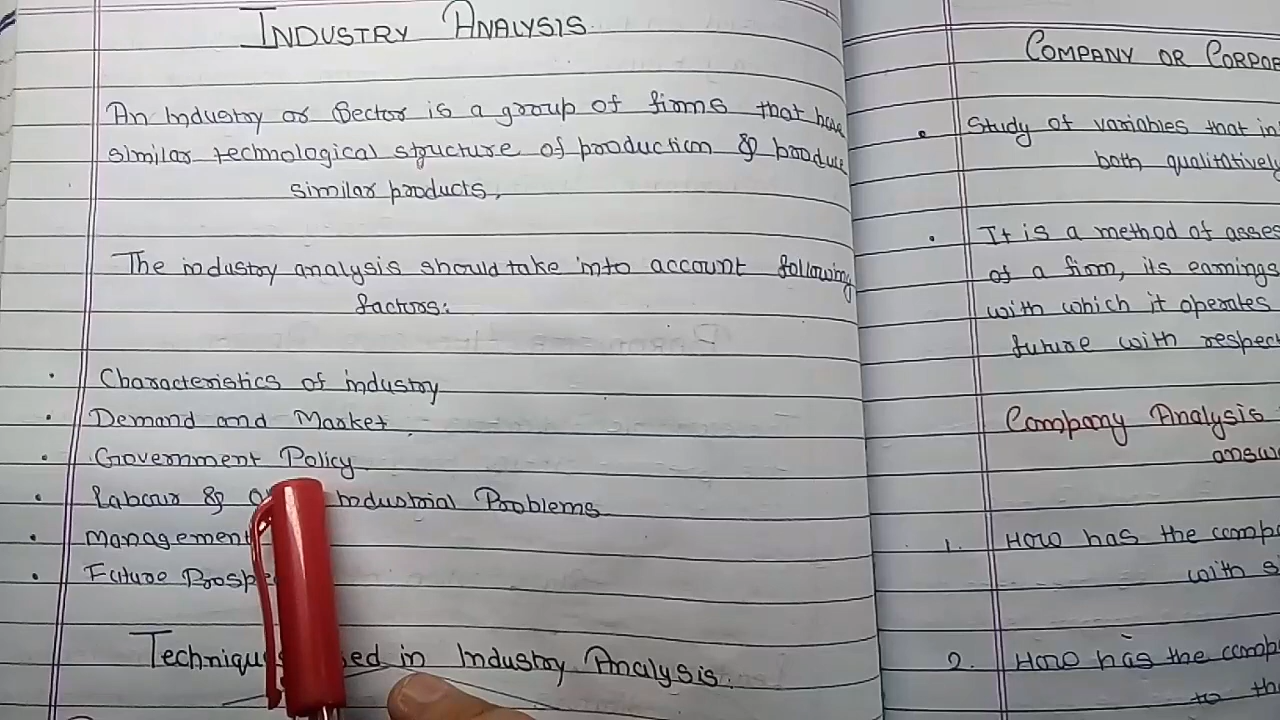 INDUSTRY ANALYSIS
An Industry or Sector is a group of firms that have
similar technological structure of production & produce
similar products.
The industry analysis should take into account following
factors:
Characteristics of industry
Demand and Market
Government Policy
Labour & Industrial Problems
Management
Future
Techniques Used in Industry Analysis.
COMPANY OR
Study of variables that
both qualitatively
It is a method of
of a firm, its earnings
with which it operates
future with
Company Analysis
1. How has the
with
2. How has the
to